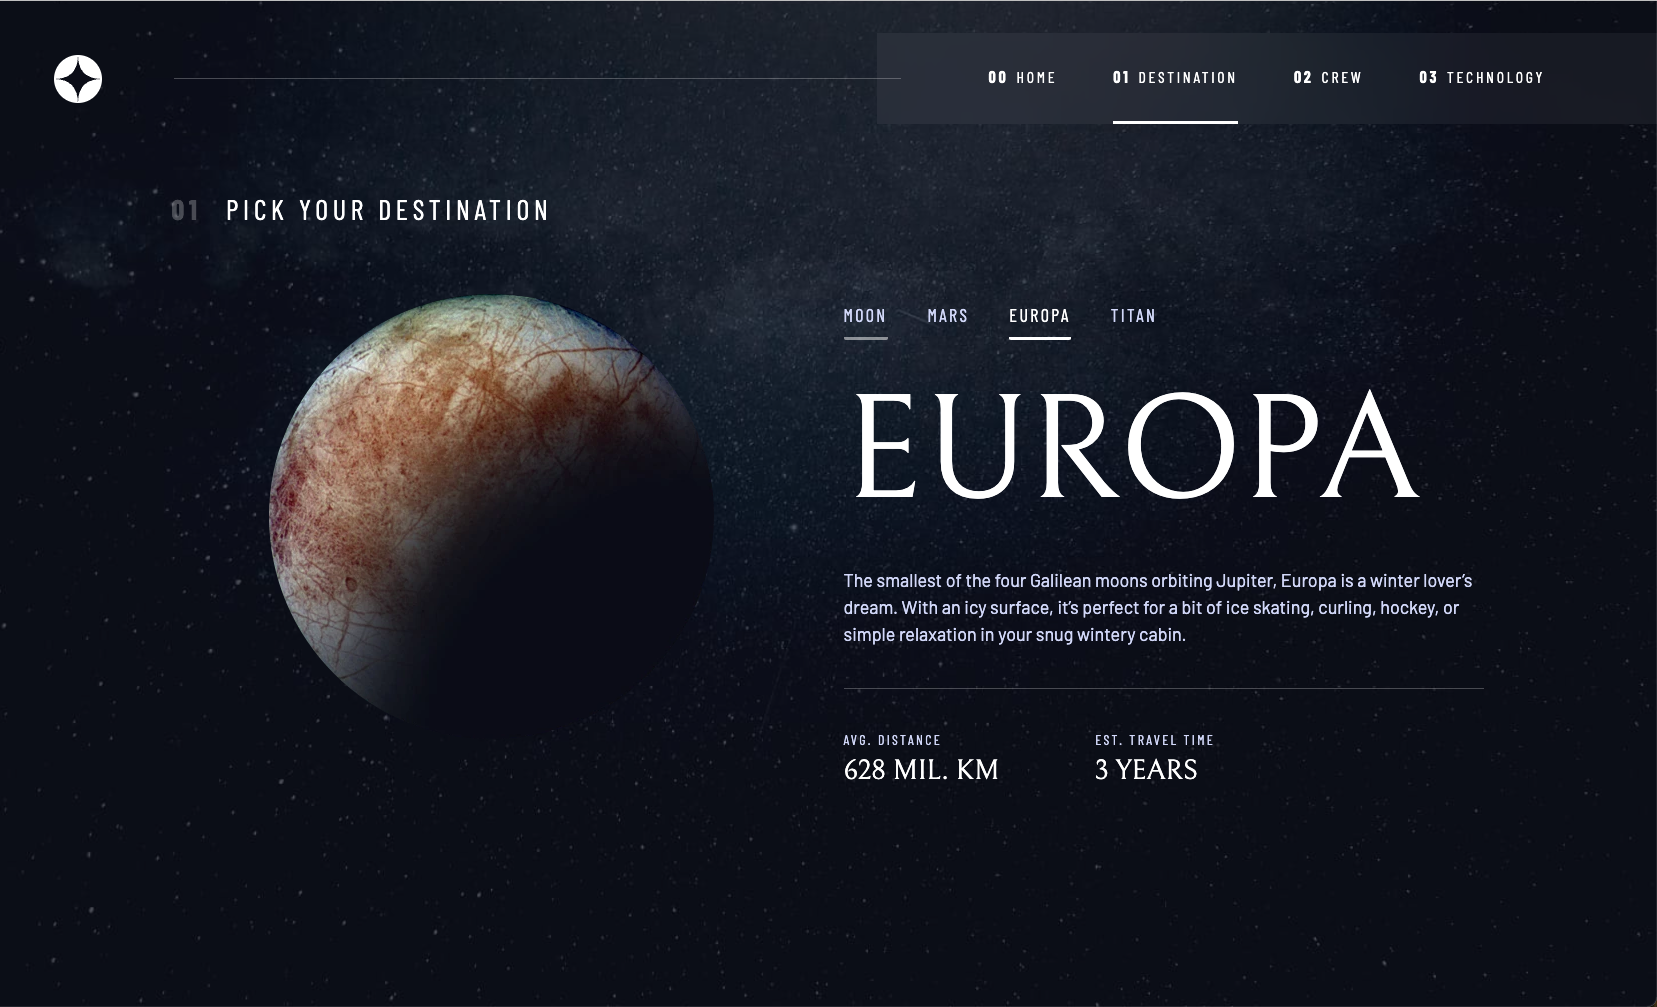 00 HOME 01 DESTINATION 02 CREW 03 TECHNOLOGY
01 PICK YOUR DESTINATION
MOON MARS EUROPA TITAN
EUROPA
The smallest of the four Galilean moons orbiting Jupiter, Europa is a winter lover’s
dream. With an icy surface, it’s perfect for a bit of ice skating, curling, hockey, or
simple relaxation in your snug wintery cabin.
AVG. DISTANCE
628 MIL. KM
EST. TRAVEL TIME
3 YEARS